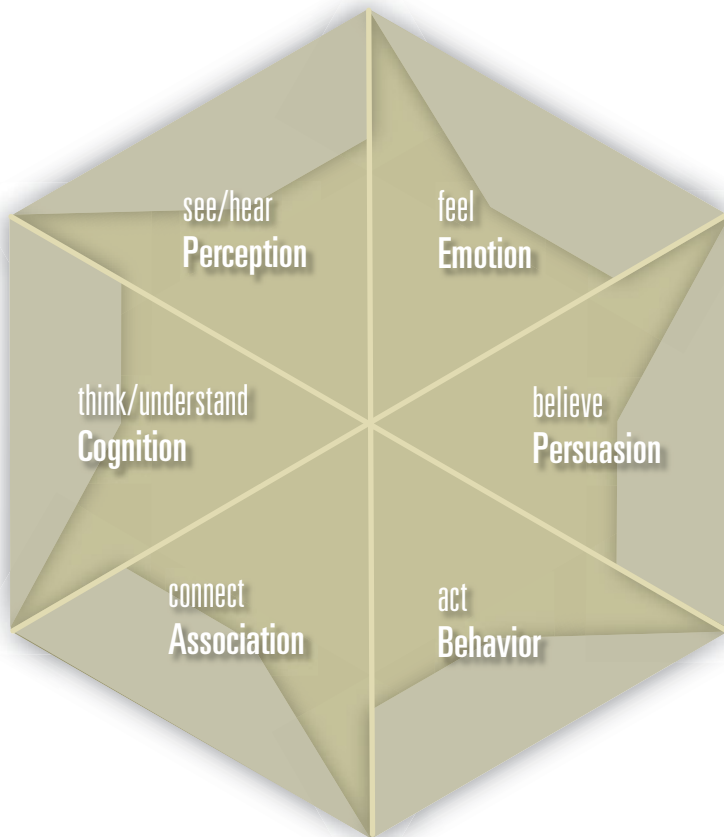 see/hear
Perception
feel
Emotion
think/understand
Cognition
believe
Persuasion
connect
Association
act
Behavior